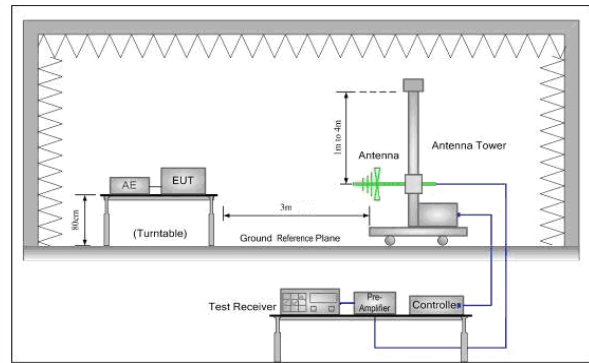 1m to 4m
Antenna
Antenna Tower
AE
EUT
80cm
(Turntable)
3m
Ground Reference Plane
Test Receiver
Pre-
Amplifier
Controller